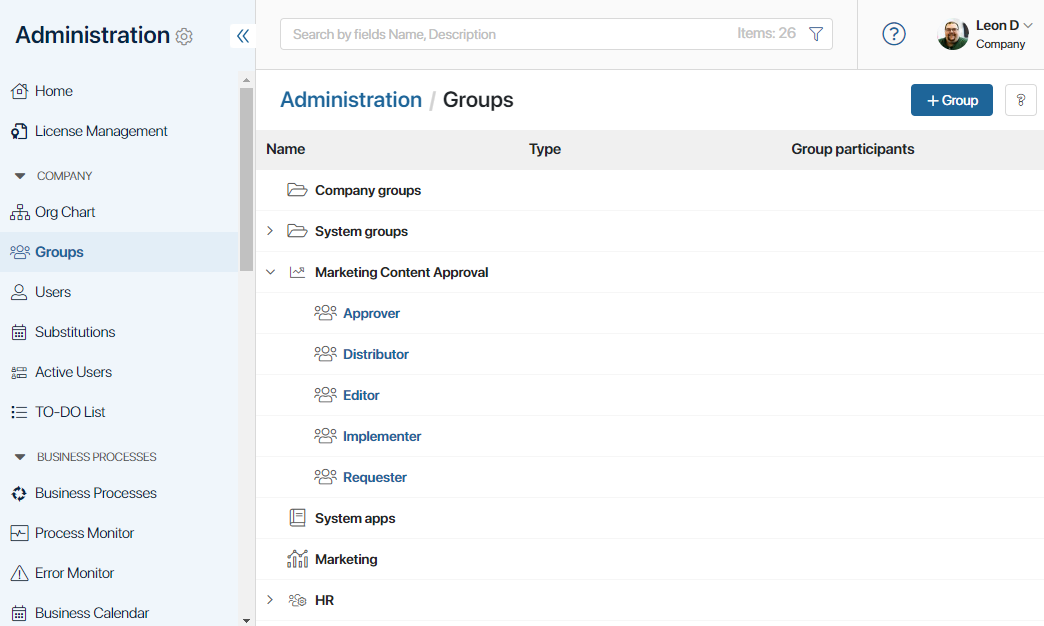 Administration
Home
License Management
COMPANY
Org Chart
Groups
Users
Substitutions
Active Users
TO-DO List
BUSINESS PROCESSES
Business Processes
Process Monitor
Error Monitor
Business Calendar
Search by fields Name, Description
Items: 26
?
Leon D
Company
Administration / Groups
+ Group
?
Name Type Group participants
Company groups
System groups
Marketing Content Approval
Approver
Distributor
Editor
Implementer
Requester
System apps
Marketing
HR